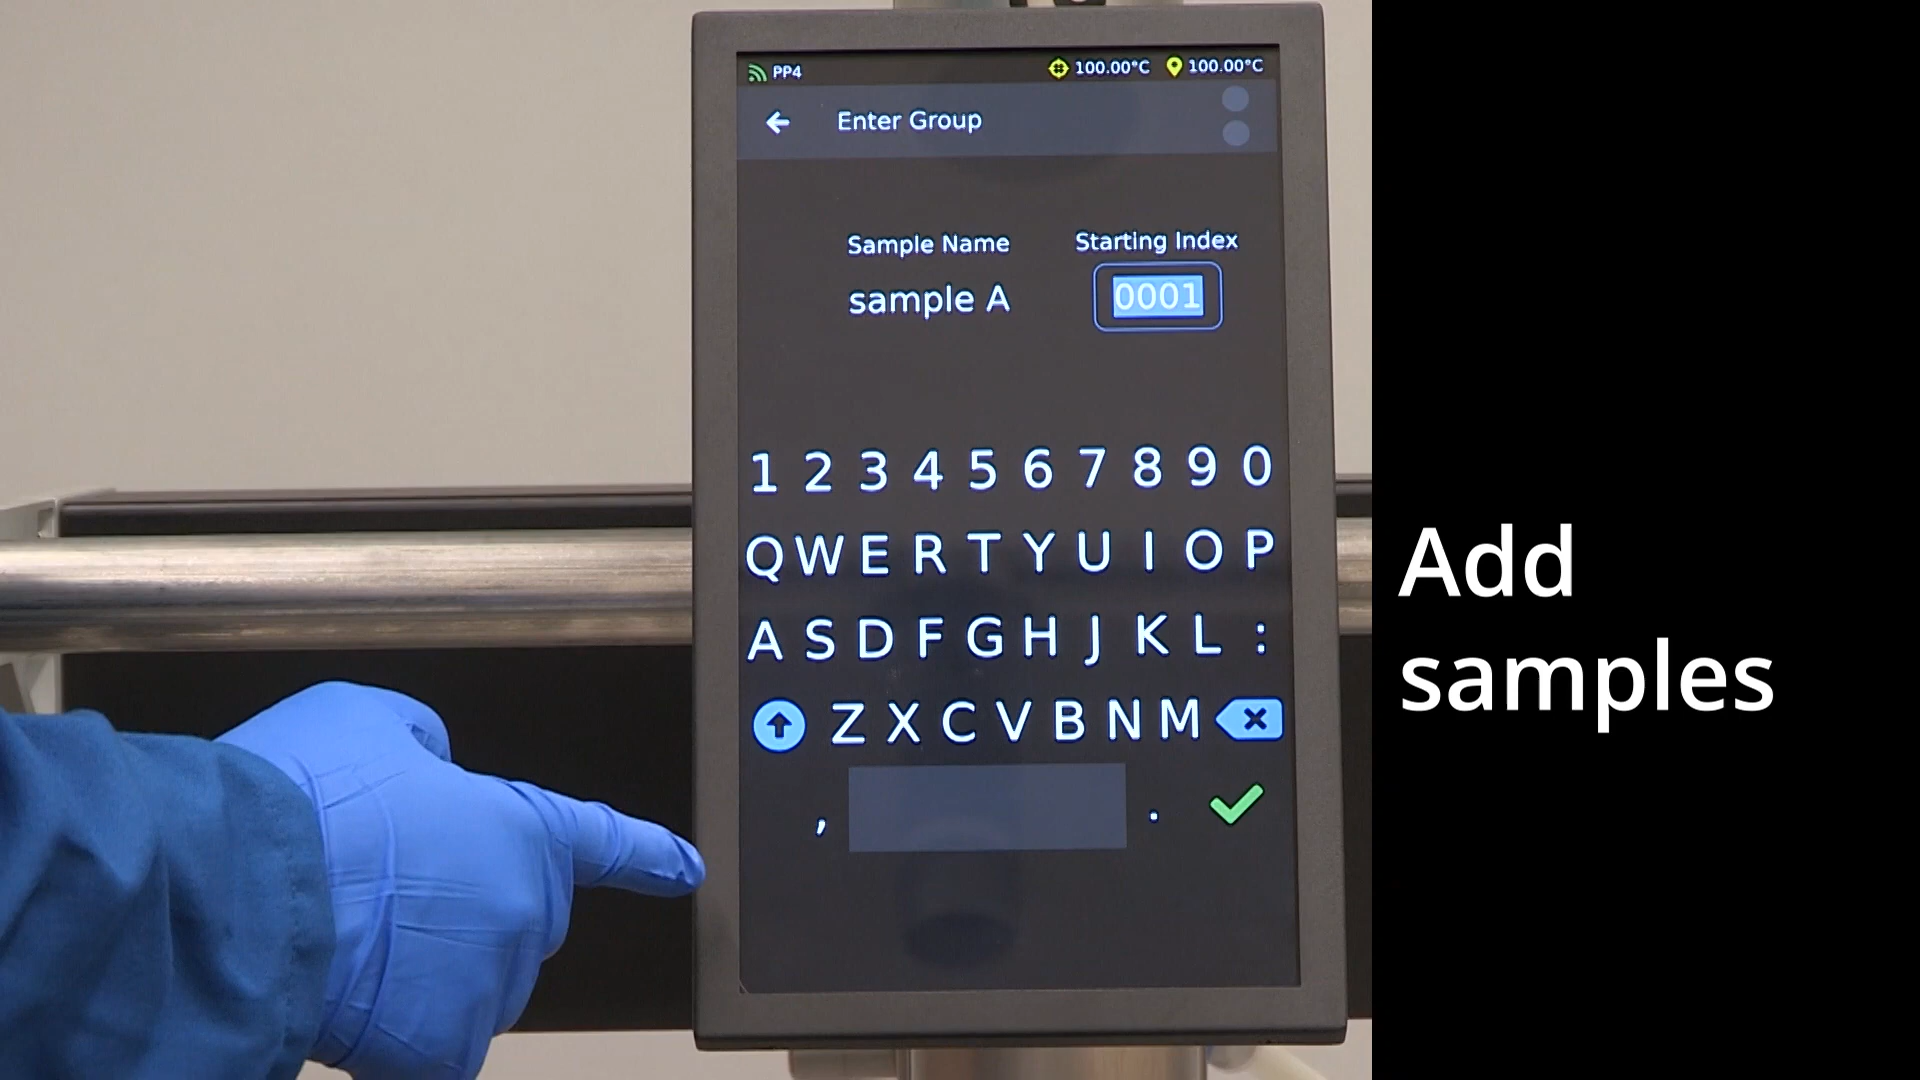 PP4 100.00°C 100.00°C
Enter Group
Sample Name Starting Index
sample A 0001
1 2 3 4 5 6 7 8 9 0
Q W E R T Y U I O P
A S D F G H J K L :
Z X C V B N M
, .
Add
samples